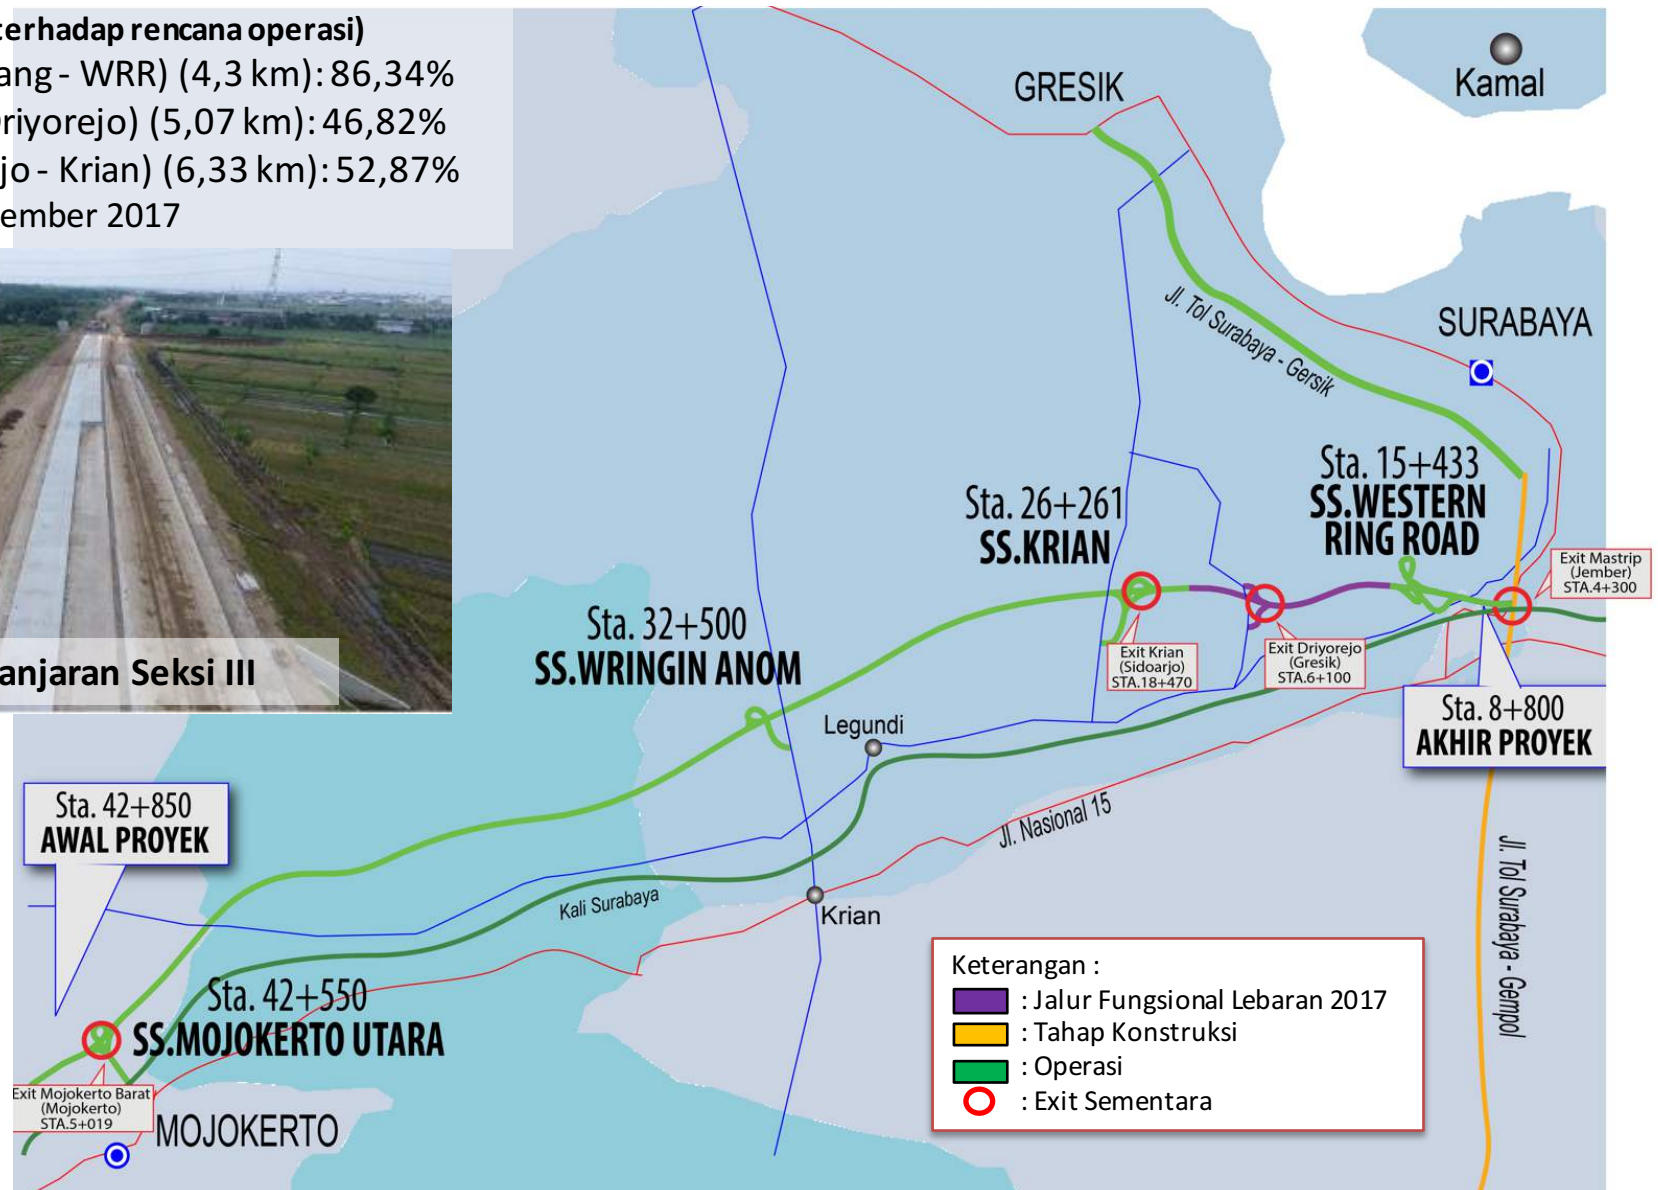 terhadap rencana operasi)
ang - WRR) (4,3 km): 86,34%
riyorejo) (5,07 km): 46,82%
jo - Krian) (6,33 km): 52,87%
ember 2017
anjaran Seksi III
GRESIK
Kamal
SURABAYA
Jl. Tol Surabaya - Gersik
Sta. 15+433
SS.WESTERN
RING ROAD
Sta. 26+261
SS.KRIAN
Exit Mastrip
(Jember)
STA.4+300
Sta. 32+500
SS.WRINGIN ANOM
Exit Krian
(Sidoarjo)
STA.18+470
Exit Driyorejo
(Gresik)
STA.6+100
Sta. 8+800
AKHIR PROYEK
Legundi
Sta. 42+850
AWAL PROYEK
Jl. Nasional 15
Kali Surabaya
Krian
Jl. Tol Surabaya - Gempol
Sta. 42+550
SS.MOJOKERTO UTARA
Exit Mojokerto Barat
(Mojokerto)
STA.5+019
MOJOKERTO
Keterangan :
: Jalur Fungsional Lebaran 2017
: Tahap Konstruksi
: Operasi
: Exit Sementara